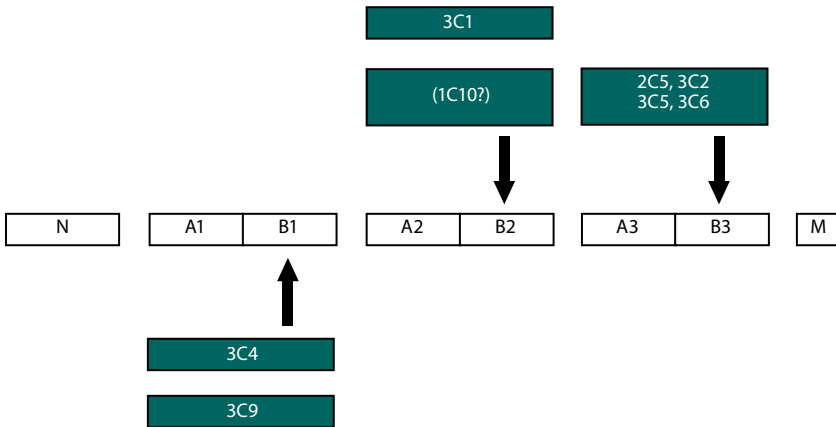 3C1
(1C10?)
2C5, 3C2
3C5, 3C6
N
A1
B1
A2
B2
A3
B3
M
3C4
3C9